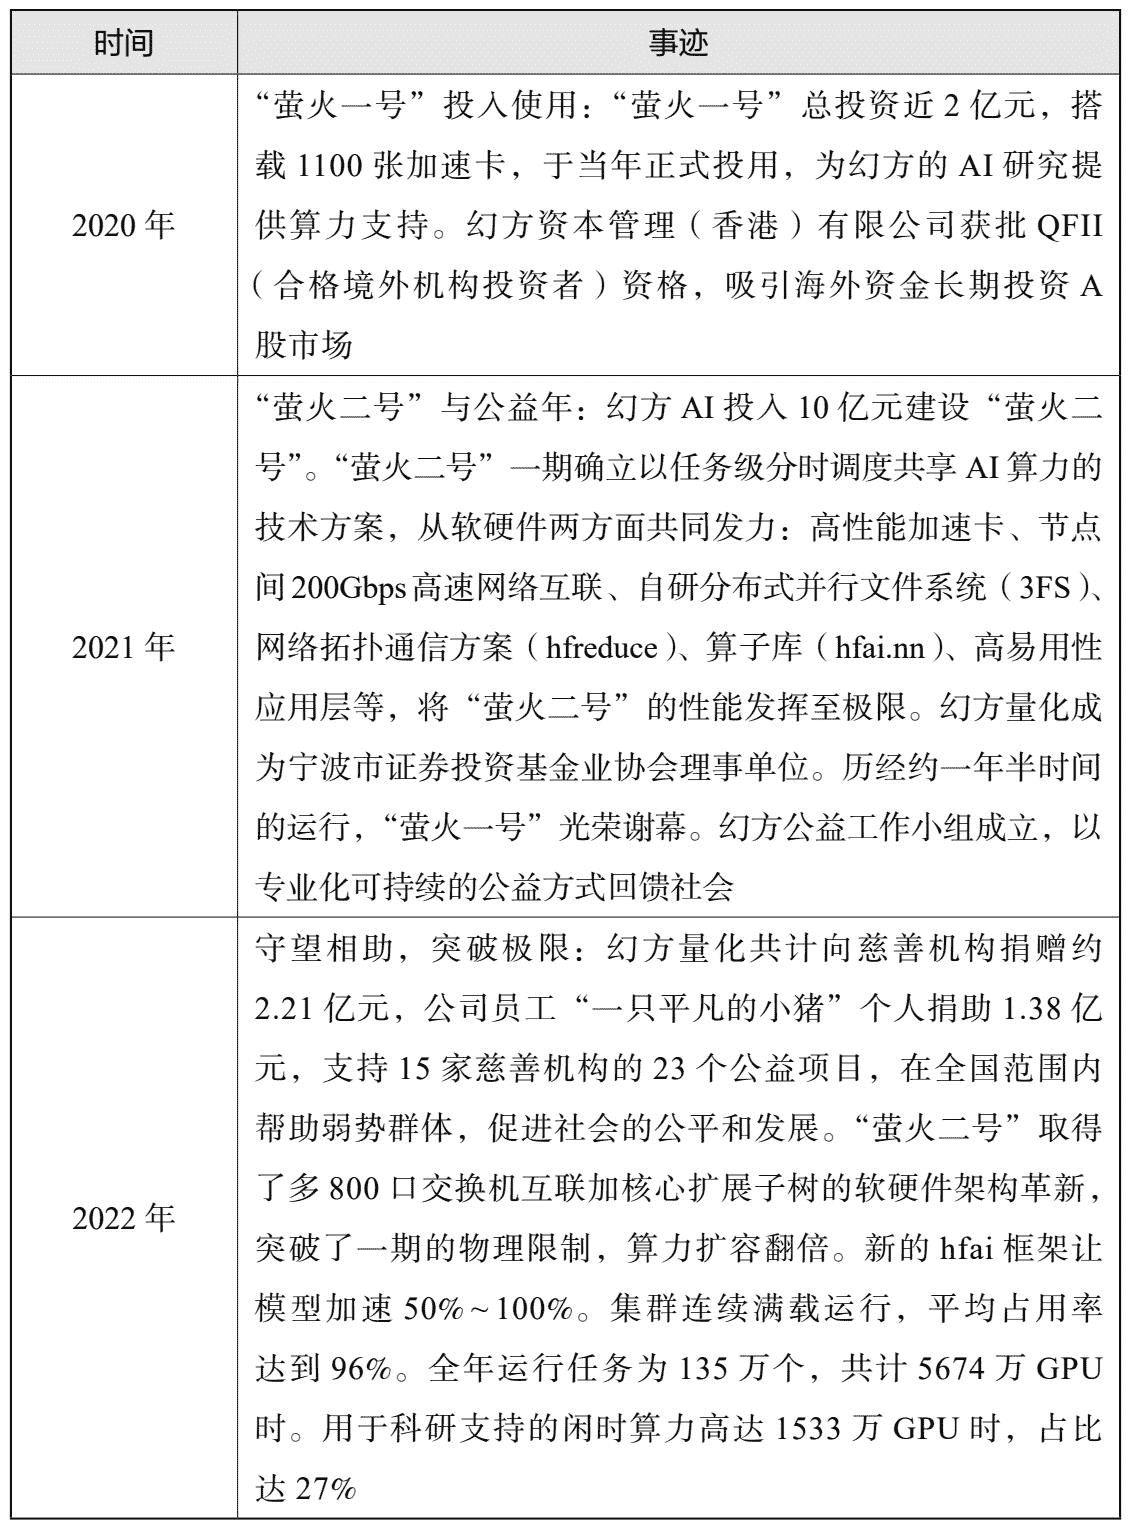 时间
事迹
2020 年
“萤火一号”投入使用：“萤火一号”总投资近 2 亿元，搭
载 1100 张加速卡，于当年正式投用，为幻方的 AI 研究提
供算力支持。幻方资本管理（香港）有限公司获批 QFII
（合格境外机构投资者）资格，吸引海外资金长期投资 A
股市场
2021 年
“萤火二号”与公益年：幻方 AI 投入 10 亿元建设“萤火二
号”。“萤火二号”一期确立以任务级分时调度共享 AI 算力的
技术方案，从软硬件两方面共同发力：高性能加速卡、节点
间 200Gbps 高速网络互联、自研分布式并行文件系统（3FS）、
网络拓扑通信方案（hfreduce）、算子库（hfai.nn）、高易用性
应用层等，将“萤火二号”的性能发挥至极限。幻方量化成
为宁波市证券投资基金业协会理事单位。历经约一年半时间
的运行，“萤火一号”光荣谢幕。幻方公益工作小组成立，以
专业化可持续的公益方式回馈社会
2022 年
守望相助，突破极限：幻方量化共计向慈善机构捐赠约
2.21 亿元，公司员工“一只平凡的小猪”个人捐助 1.38 亿
元，支持 15 家慈善机构的 23 个公益项目，在全国范围内
帮助弱势群体，促进社会的公平和发展。“萤火二号”取得
了多 800 口交换机互联加核心扩展子树的软硬件架构革新，
突破了一期的物理限制，算力扩容翻倍。新的 hfai 框架让
模型加速 50%~100%。集群连续满载运行，平均占用率
达到 96%。全年运行任务为 135 万个，共计 5674 万 GPU
时。用于科研支持的闲时算力高达 1533 万 GPU 时，占比
达 27%